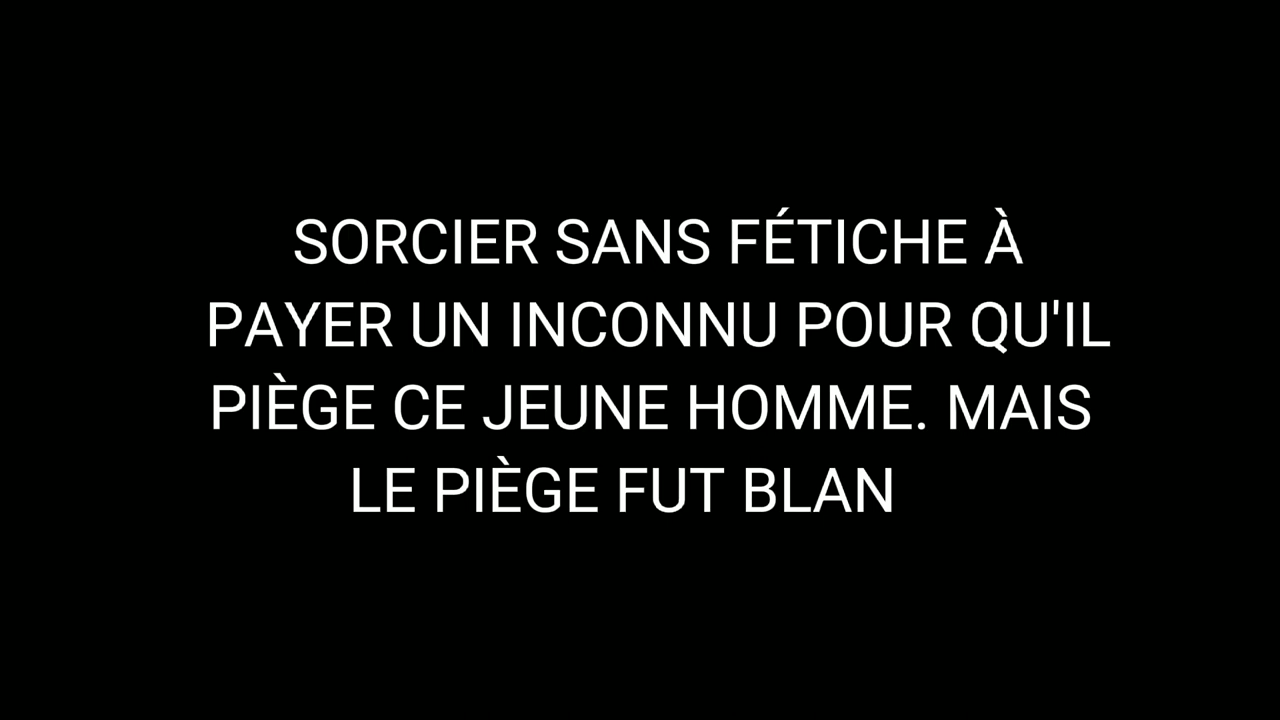 SORCIER SANS FÉTICHE À
PAYER UN INCONNU POUR QU'IL
PIÈGE CE JEUNE HOMME. MAIS
LE PIÈGE FUT BLAN